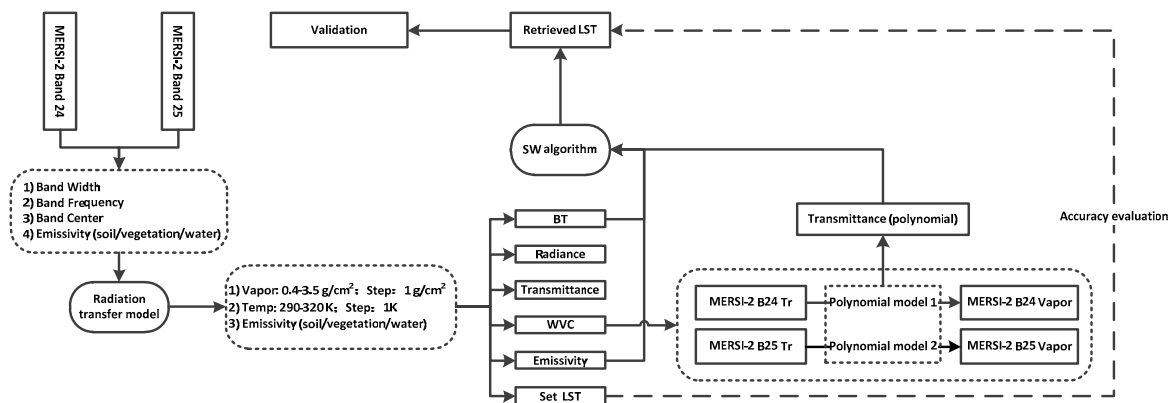 MERSI-2 Band 24
MERSI-2 Band 25
1) Band Width
2) Band Frequency
3) Band Center
4) Emissivity (soil/vegetation/water)
Radiation
transfer model
1) Vapor: 0.4-3.5 g/cm²; Step: 1 g/cm²
2) Temp: 290-320K; Step: 1K
3) Emissivity (soil/vegetation/water)
Validation
Retrieved LST
SW algorithm
BT
Radiance
Transmittance
WVC
Emissivity
Set LST
Transmittance (polynomial)
Accuracy evaluation
MERSI-2 B24 Tr
Polynomial model 1
MERSI-2 B24 Vapor
MERSI-2 B25 Tr
Polynomial model 2
MERSI-2 B25 Vapor